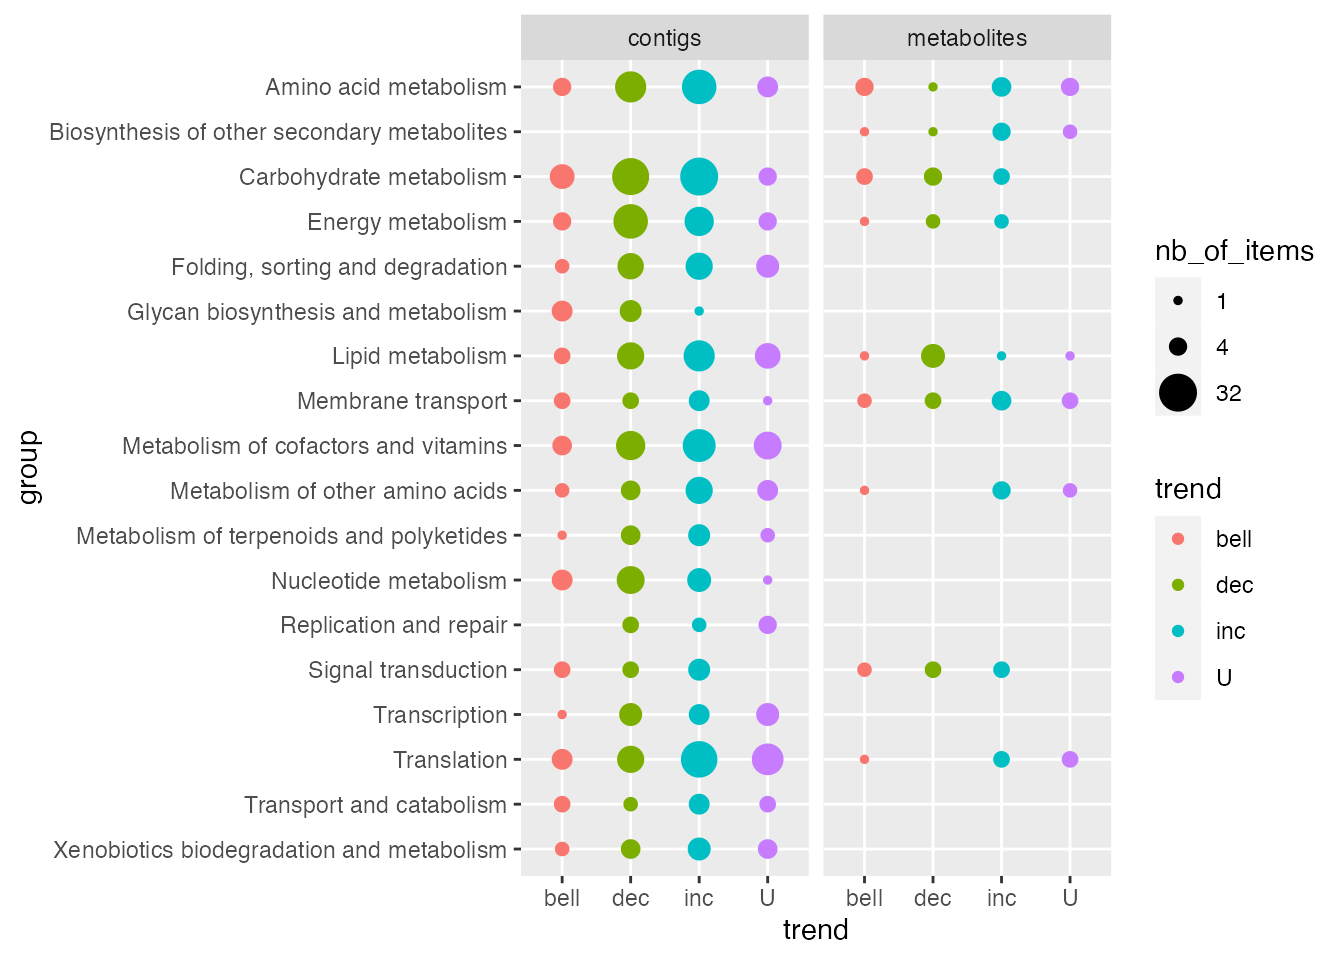 contigs
metabolites
Amino acid metabolism
Biosynthesis of other secondary metabolites
Carbohydrate metabolism
Energy metabolism
Folding, sorting and degradation
Glycan biosynthesis and metabolism
Lipid metabolism
Membrane transport
Metabolism of cofactors and vitamins
Metabolism of other amino acids
Metabolism of terpenoids and polyketides
Nucleotide metabolism
Replication and repair
Signal transduction
Transcription
Translation
Transport and catabolism
Xenobiotics biodegradation and metabolism
group
bell dec inc U
bell dec inc U
trend
nb_of_items
1
4
32
trend
bell
dec
inc
U